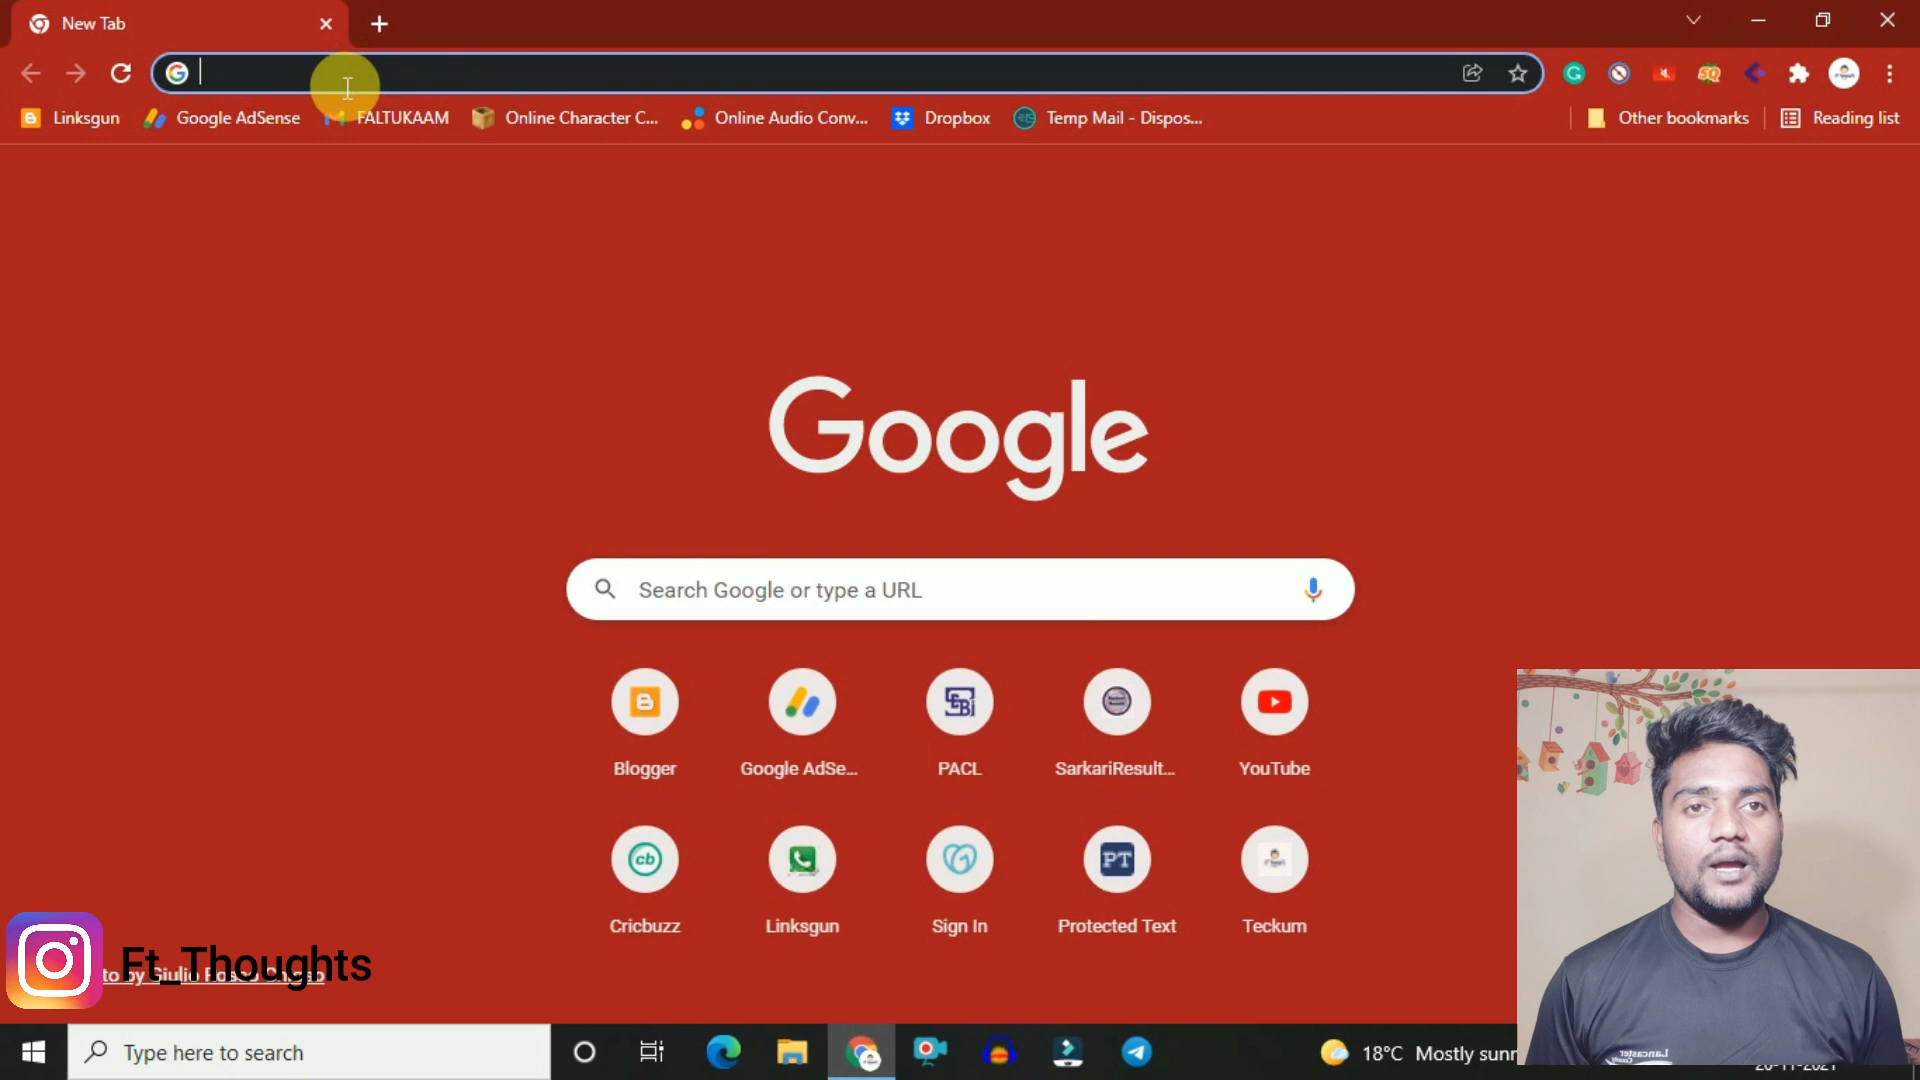 New Tab
Linksgun
Google AdSense
FALTUKAAM
Online Character C...
Online Audio Conv...
Dropbox
Temp Mail - Dispos...
Other bookmarks
Reading list
Google
Search Google or type a URL
Blogger
Google AdSe...
PACL
SarkariResult...
YouTube
Cricbuzz
Linksgun
Sign In
Protected Text
Teckum
Ft_Thoughts
Type here to search
18°C Mostly sunn